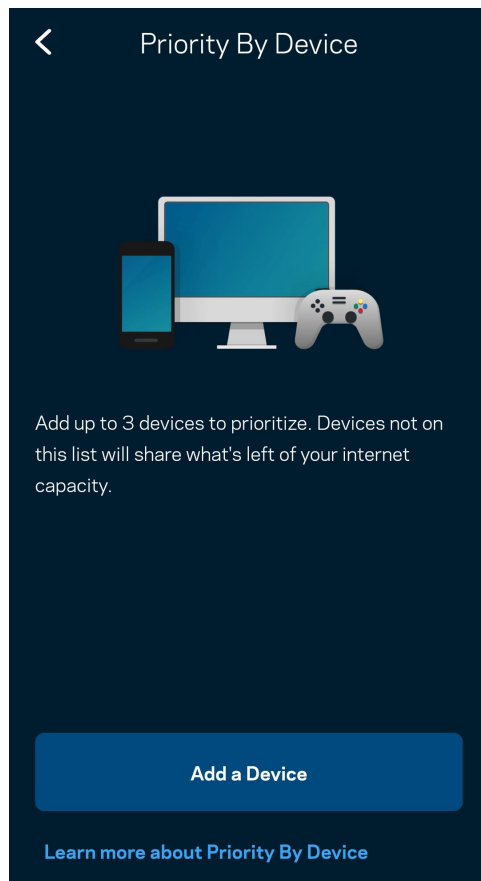 Priority By Device
Add up to 3 devices to prioritize. Devices not on
this list will share what's left of your internet
capacity.
Add a Device
Learn more about Priority By Device